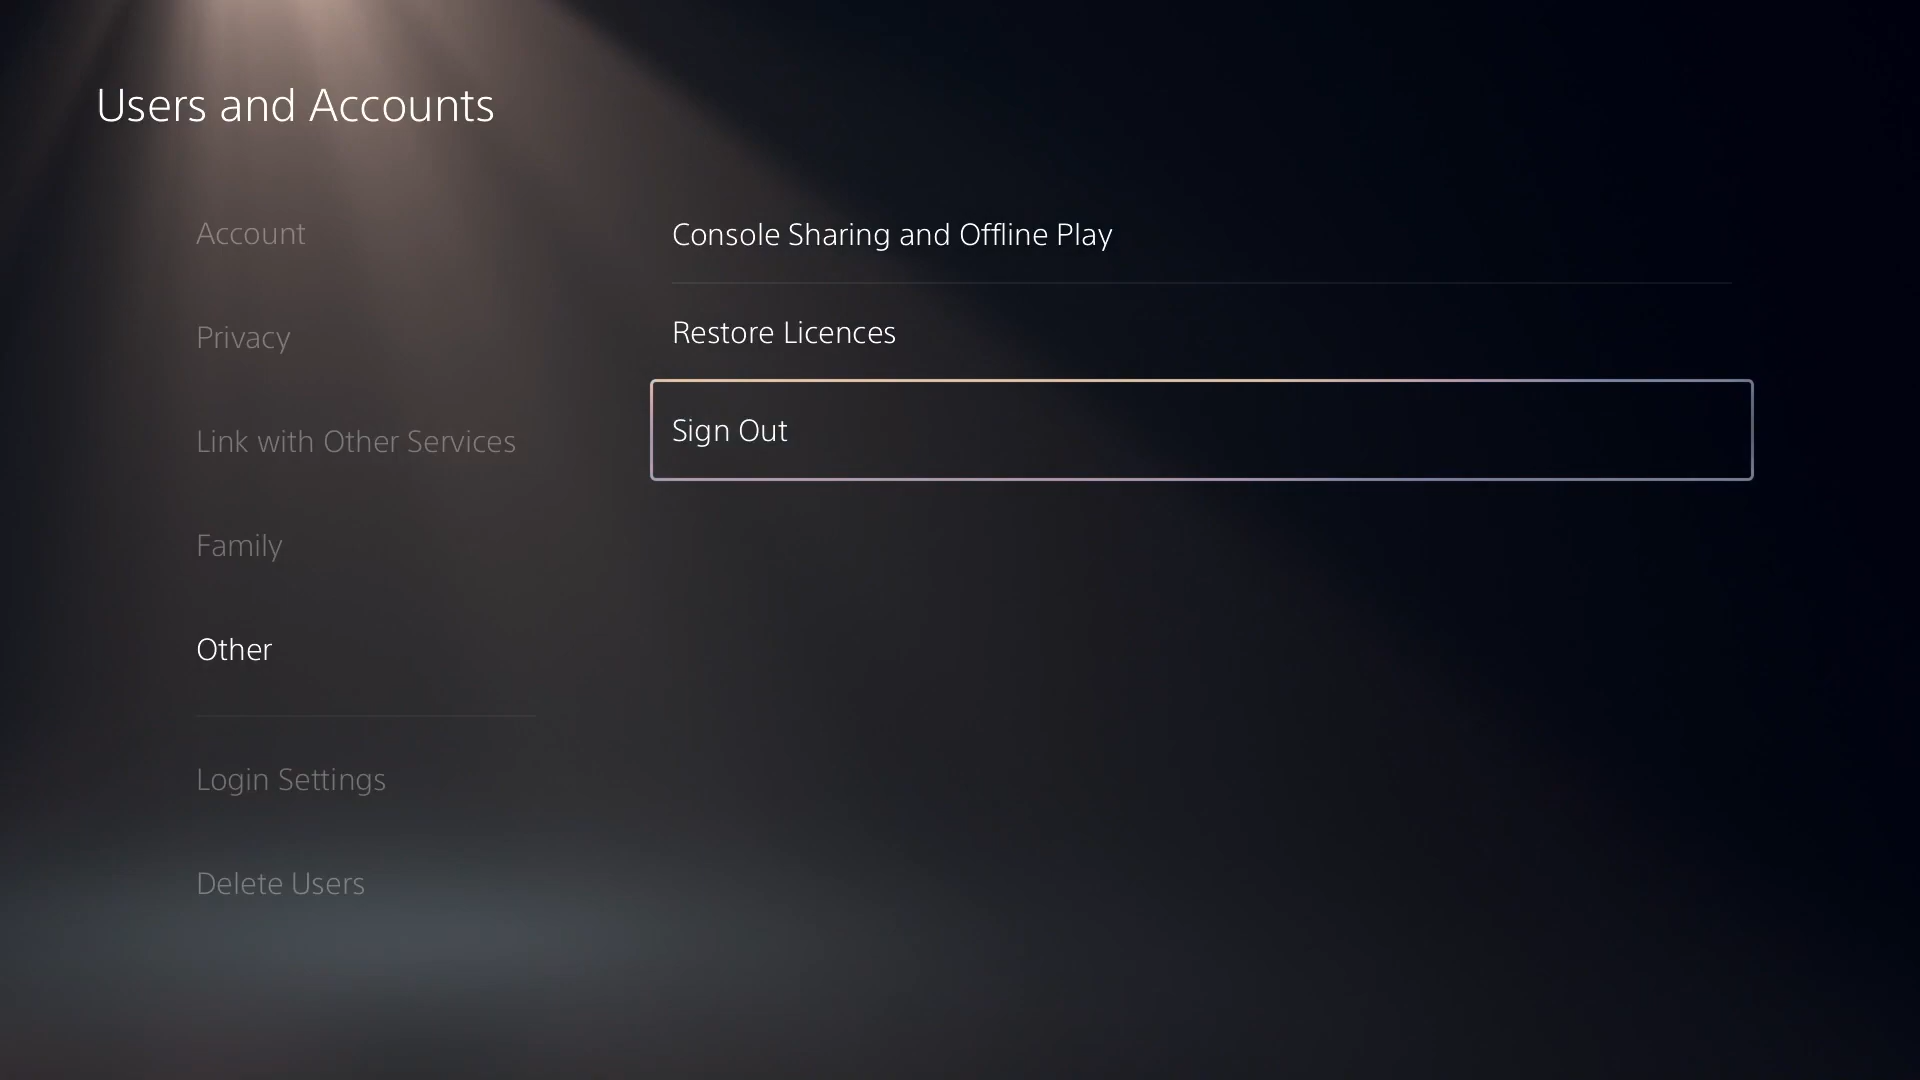 Users and Accounts
Account
Privacy
Link with Other Services
Family
Other
Login Settings
Delete Users
Console Sharing and Offline Play
Restore Licences
Sign Out